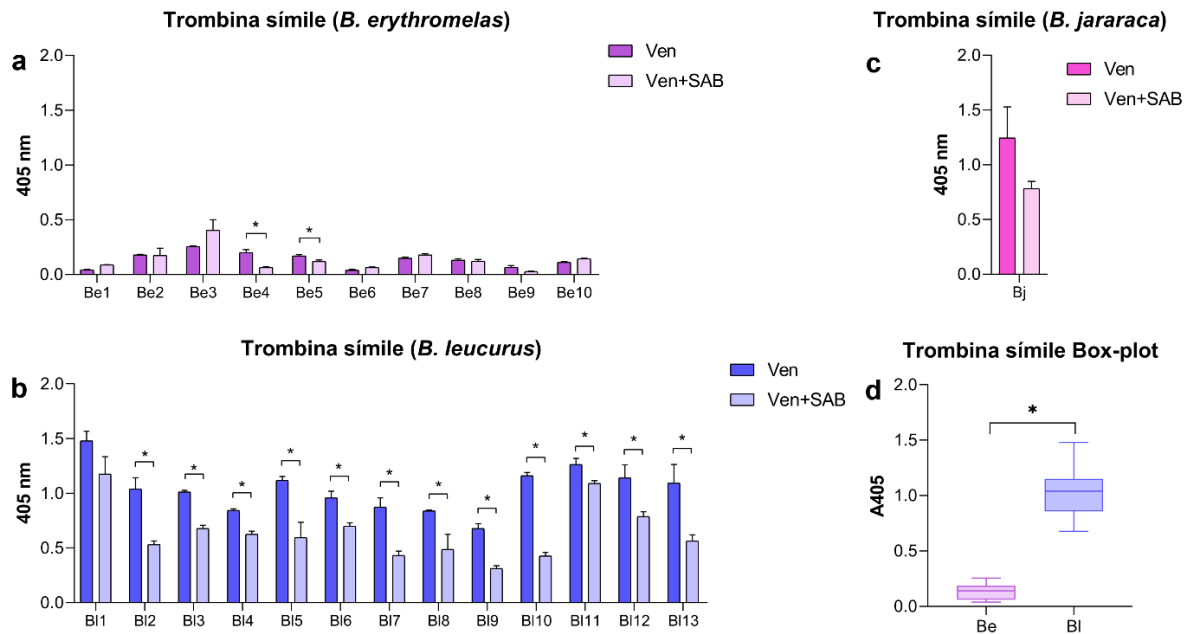 Trombina símile (B. erythromelas)
a
2.0
1.5
1.0
0.5
0.0
405 nm
Ven
Ven+SAB
*
*
Be1 Be2 Be3 Be4 Be5 Be6 Be7 Be8 Be9 Be10
Trombina símile (B. jararaca)
c
2.0
1.5
1.0
0.5
0.0
405 nm
Ven
Ven+SAB
Bj
Trombina símile (B. leucurus)
b
2.0
1.5
1.0
0.5
0.0
405 nm
Ven
Ven+SAB
* * * * * * * * * * * *
Bl1 Bl2 Bl3 Bl4 Bl5 Bl6 Bl7 Bl8 Bl9 Bl10 Bl11 Bl12 Bl13
Trombina símile Box-plot
d
2.0
1.5
1.0
0.5
0.0
A405
*
Be Bl